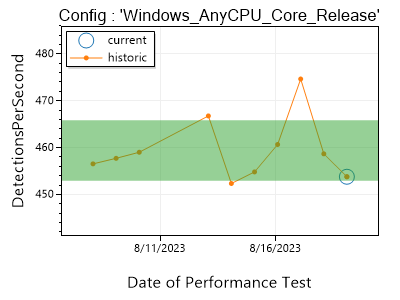 Config : 'Windows_AnyCPU_Core_Release'
current
historic
480
470
460
450
DetectionsPerSecond
8/11/2023
8/16/2023
Date of Performance Test